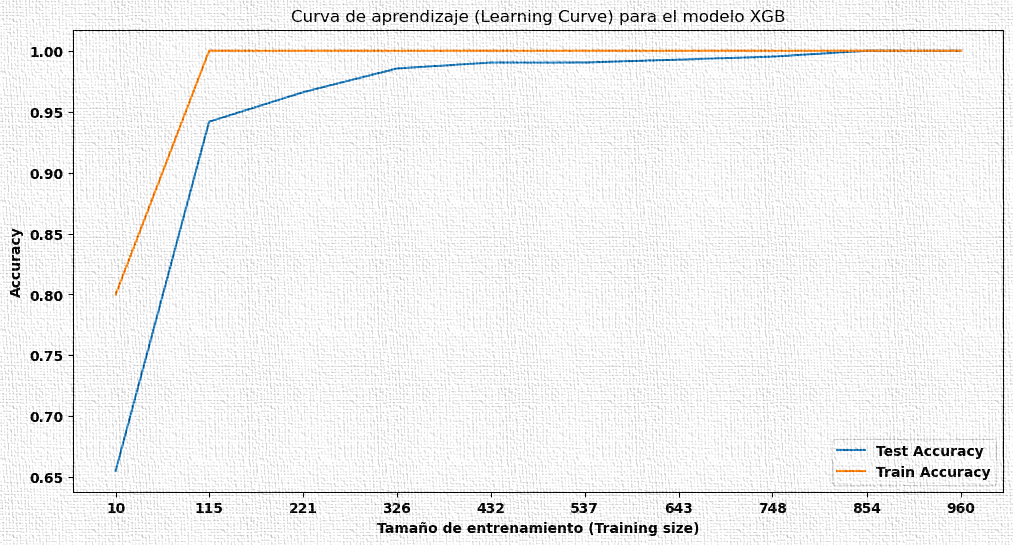 Curva de aprendizaje (Learning Curve) para el modelo XGB
1.00
0.95
0.90
0.85
0.80
0.75
0.70
0.65
Accuracy
10 115 221 326 432 537 643 748 854 960
Tamaño de entrenamiento (Training size)
Test Accuracy
Train Accuracy